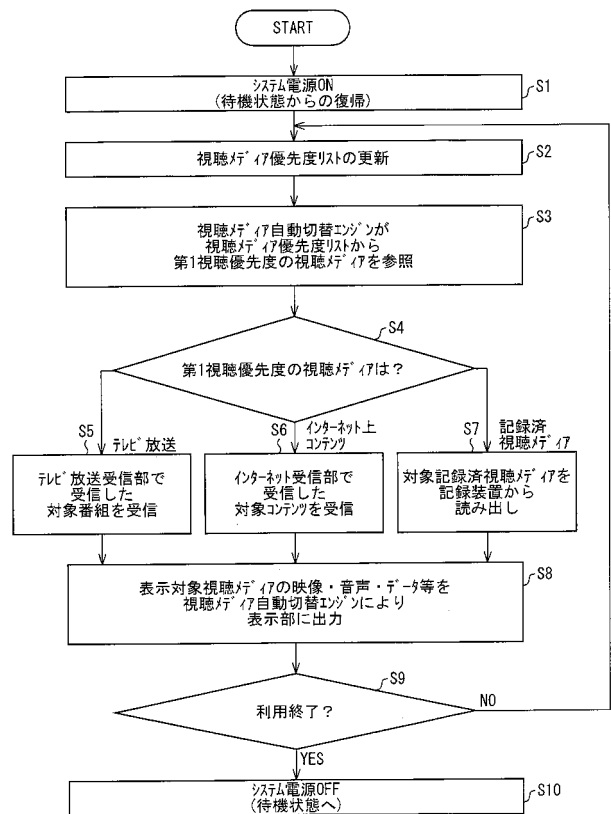 START
システム電源ON
(待機状態からの復帰)
S1
視聴メディア優先度リストの更新
S2
視聴メディア自動切替エンジンが
視聴メディア優先度リストから
第1視聴優先度の視聴メディアを参照
S3
S4
第1視聴優先度の視聴メディアは?
S5
テレビ放送
S6
インターネット上
コンテンツ
S7
記録済
視聴メディア
テレビ放送受信部で
受信した
対象番組を受信
インターネット受信部で
受信した
対象コンテンツを受信
対象記録済視聴メディアを
記録装置から
読み出し
表示対象視聴メディアの映像・音声・データ等を
視聴メディア自動切替エンジンにより
表示部に出力
S8
S9
利用終了?
NO
YES
システム電源OFF
(待機状態へ)
S10